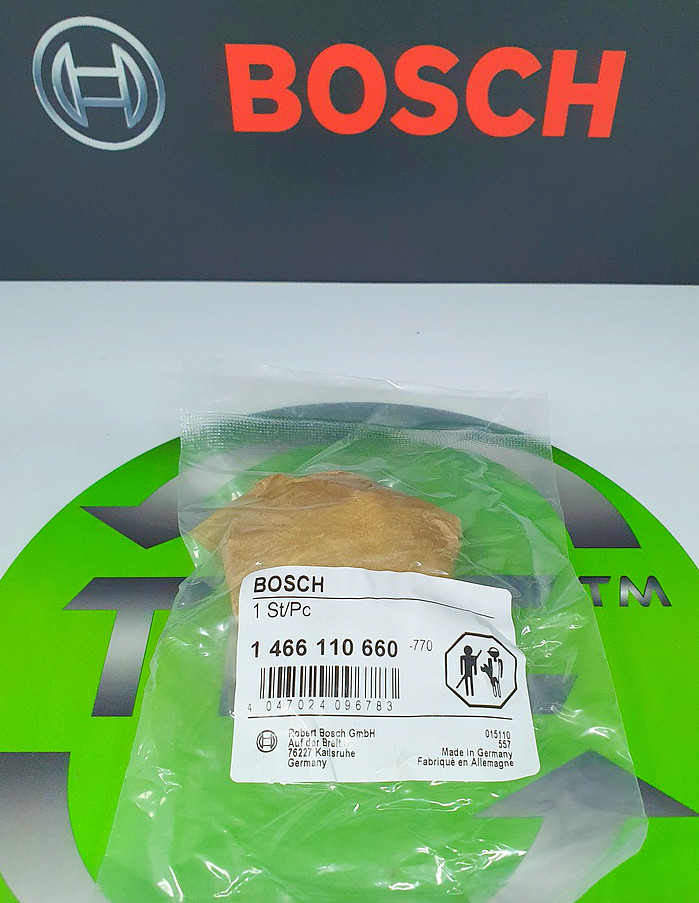 BOSCH
TM
BOSCH
1 St/Pc
1 466 110 660 -770
4 047024 096783
Robert Bosch GmbH
Auf der Breit
76227 Karlsruhe
Germany
015110
557
Made in Germany
Fabriqué en Allemagne